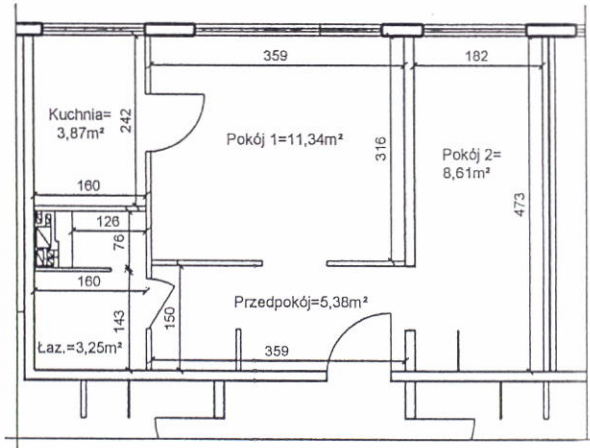 359
182
Kuchnia=
3,87m²
242
Pokój 1=11,34m²
316
Pokój 2=
8,61m²
473
160
126
76
160
143
150
Przedpokój=5,38m²
Łaz.=3,25m²
359